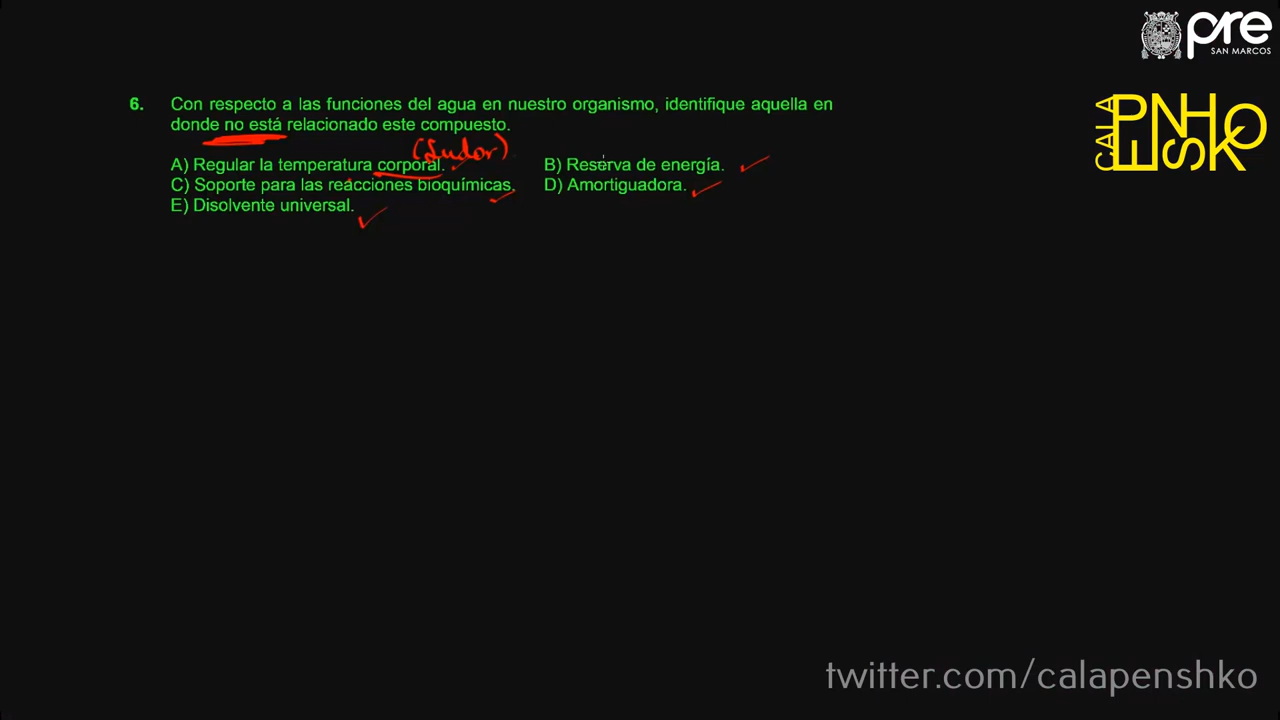 pre
SAN MARCOS
CALA
PENSHKO
6. Con respecto a las funciones del agua en nuestro organismo, identifique aquella en
donde no está relacionado este compuesto.
(Sudor)
A) Regular la temperatura corporal. B) Reserva de energía.
C) Soporte para las reacciones bioquímicas. D) Amortiguadora.
E) Disolvente universal.
twitter.com/calapenshko